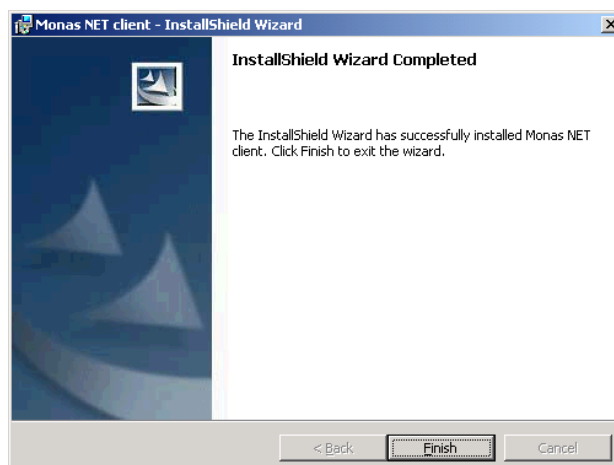 Monas NET client - InstallShield Wizard
InstallShield Wizard Completed
The InstallShield Wizard has successfully installed Monas NET
client. Click Finish to exit the wizard.
< Back Finish Cancel